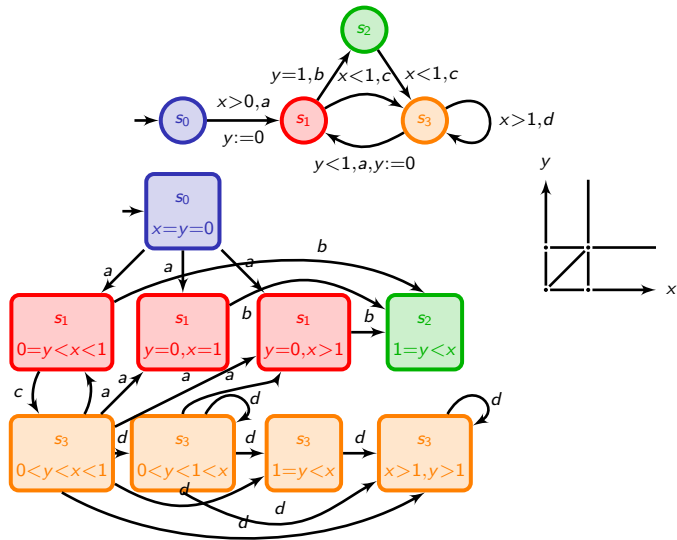 s2
y=1,b
x<1,c
x<1,c
x>0,a
s0
s1
s3
x>1,d
y:=0
y<1,a,y:=0
s0
x=y=0
y
x
a
a
a
b
s1
0=y<x<1
s1
y=0,x=1
b
s1
y=0,x>1
b
s2
1=y<x
c
a
a
a
a
d
s3
0<y<x<1
d
s3
0<y<1<x
d
s3
1=y<x
d
s3
x>1,y>1
d
d
d
d